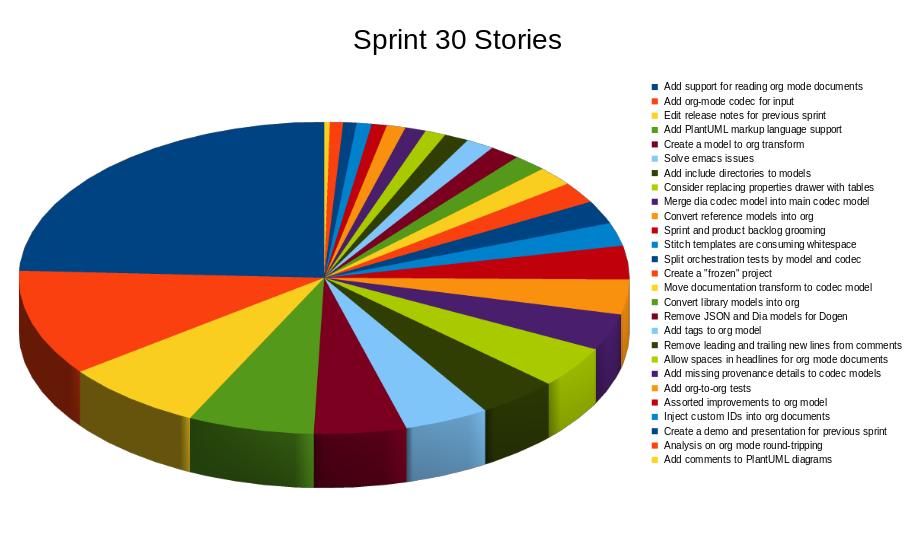 Sprint 30 Stories
Add support for reading org mode documents
Add org-mode codec for input
Edit release notes for previous sprint
Add PlantUML markup language support
Create a model to org transform
Solve emacs issues
Add include directories to models
Consider replacing properties drawer with tables
Merge dia codec model into main codec model
Convert reference models into org
Sprint and product backlog grooming
Stitch templates are consuming whitespace
Split orchestration tests by model and codec
Create a "frozen" project
Move documentation transform to codec model
Convert library models into org
Remove JSON and Dia models for Dogen
Add tags to org model
Remove leading and trailing new lines from comments
Allow spaces in headlines for org mode documents
Add missing provenance details to codec models
Add org-to-org tests
Assorted improvements to org model
Inject custom IDs into org documents
Create a demo and presentation for previous sprint
Analysis on org mode round-tripping
Add comments to PlantUML diagrams